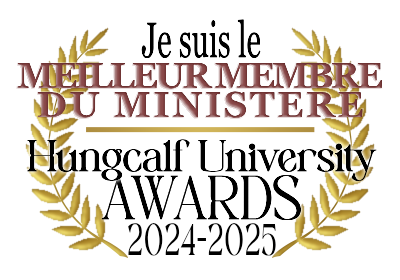 Je suis le
MEILLEUR MEMBRE
DU MINISTERE
Hungcalf University
AWARDS
2024-2025